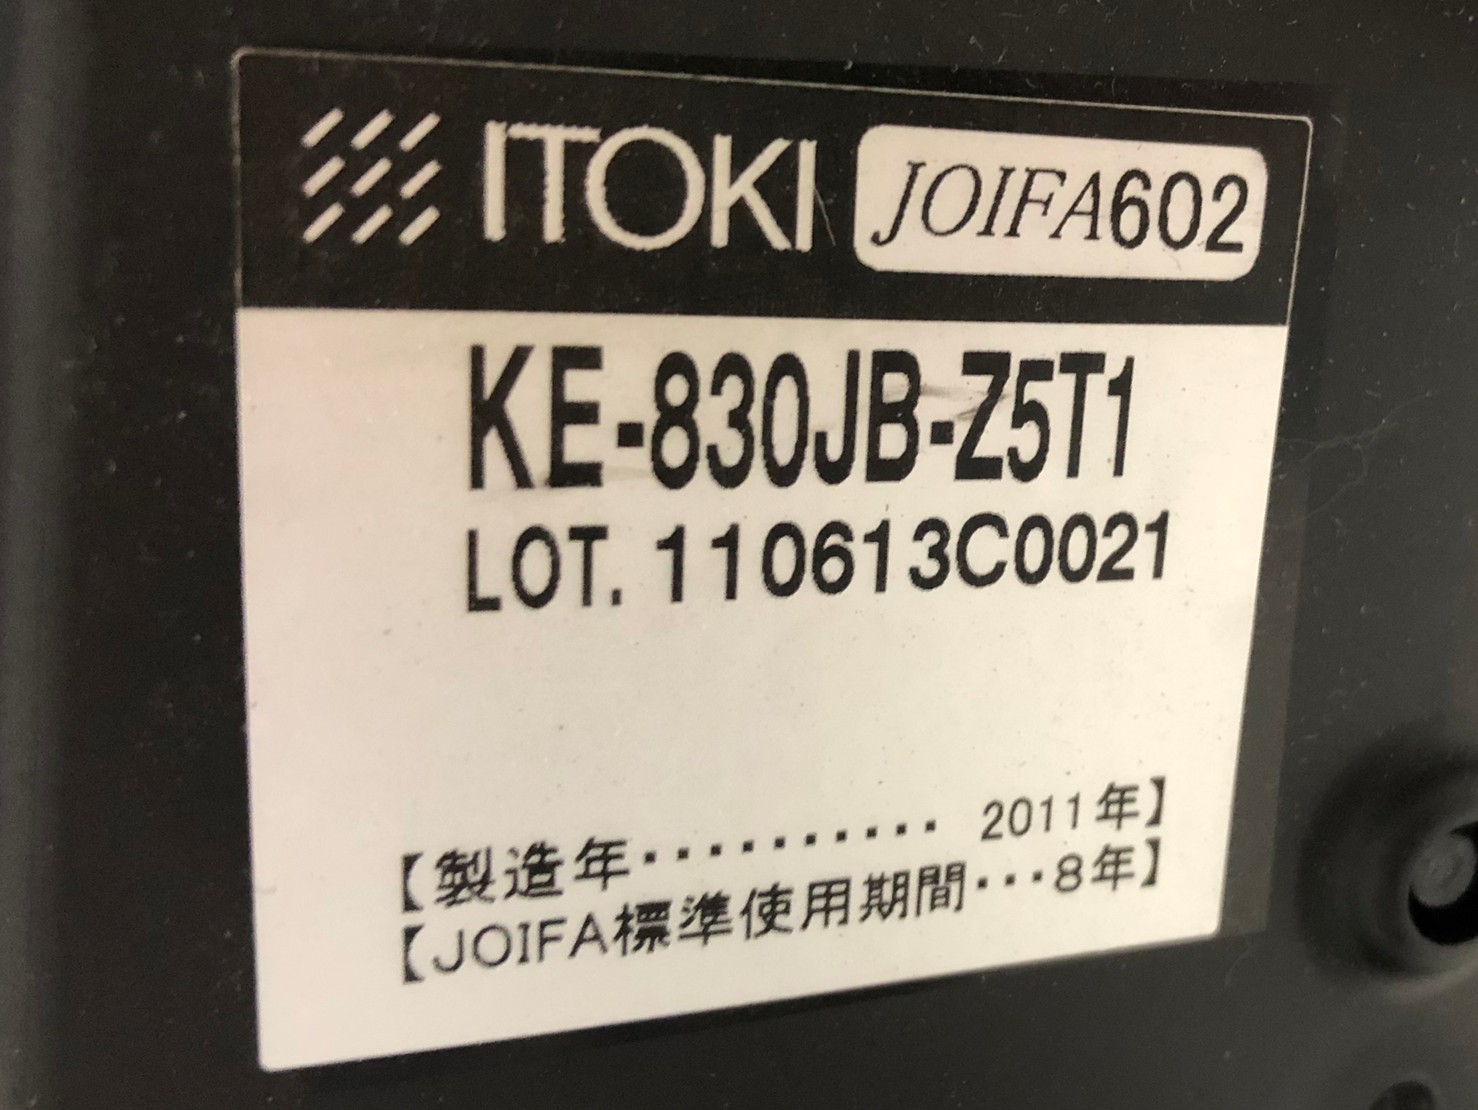 ITOKI JOIFA602
KE-830JB-Z5T1
LOT. 110613C0021
【製造年・・・・・・・・・・・ 2011年】
【JOIFA標準使用期間・・・8年】